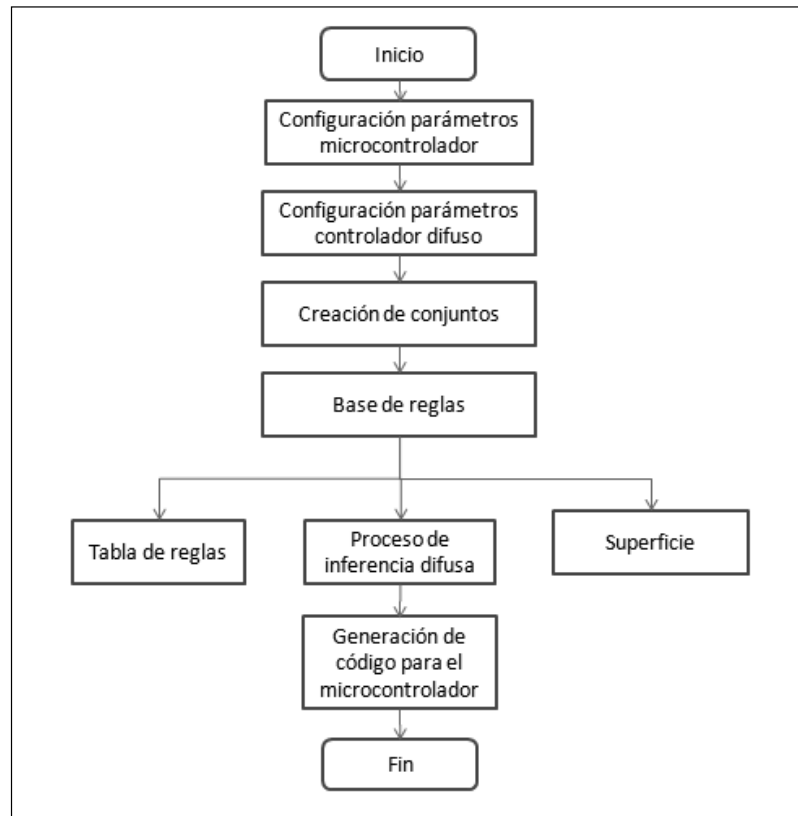 Inicio
Configuración parámetros
microcontrolador
Configuración parámetros
controlador difuso
Creación de conjuntos
Base de reglas
Tabla de reglas
Proceso de
inferencia difusa
Superficie
Generación de
código para el
microcontrolador
Fin